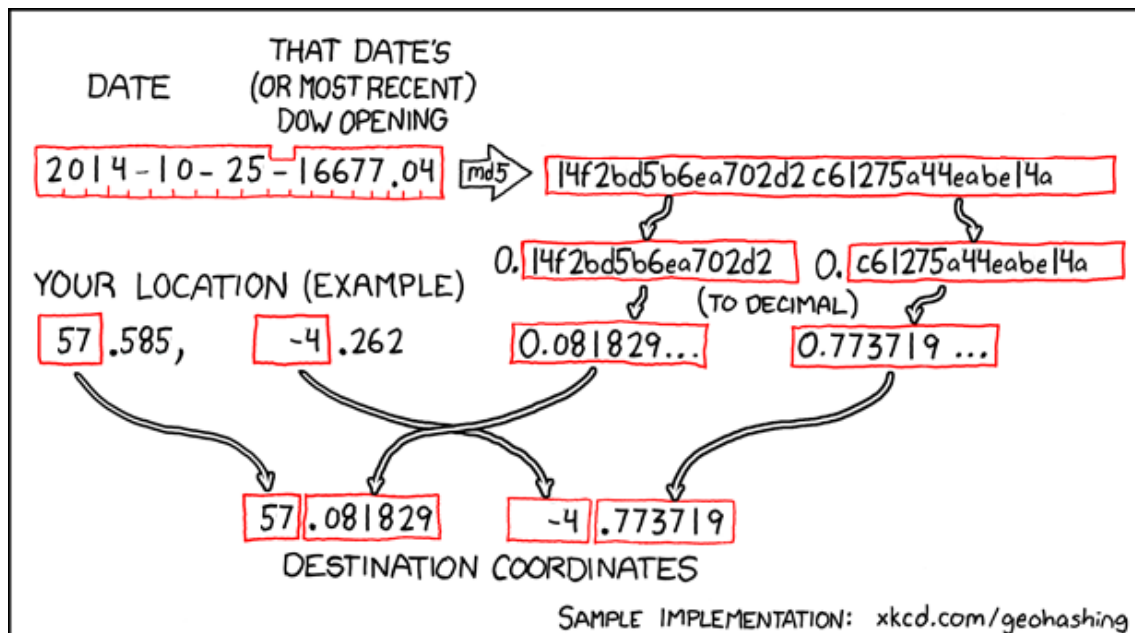 DATE
THAT DATE'S
(OR MOST RECENT)
DOW OPENING
2014-10-25-16677.04
md5
14f2bd5b6ea702d2c61275a44eabe14a
0.14f2bd5b6ea702d2
0.c61275a44eabe14a
YOUR LOCATION (EXAMPLE)
(TO DECIMAL)
57.585,
-4.262
0.081829...
0.773719...
57.081829
-4.773719
DESTINATION COORDINATES
SAMPLE IMPLEMENTATION: xkcd.com/geohashing